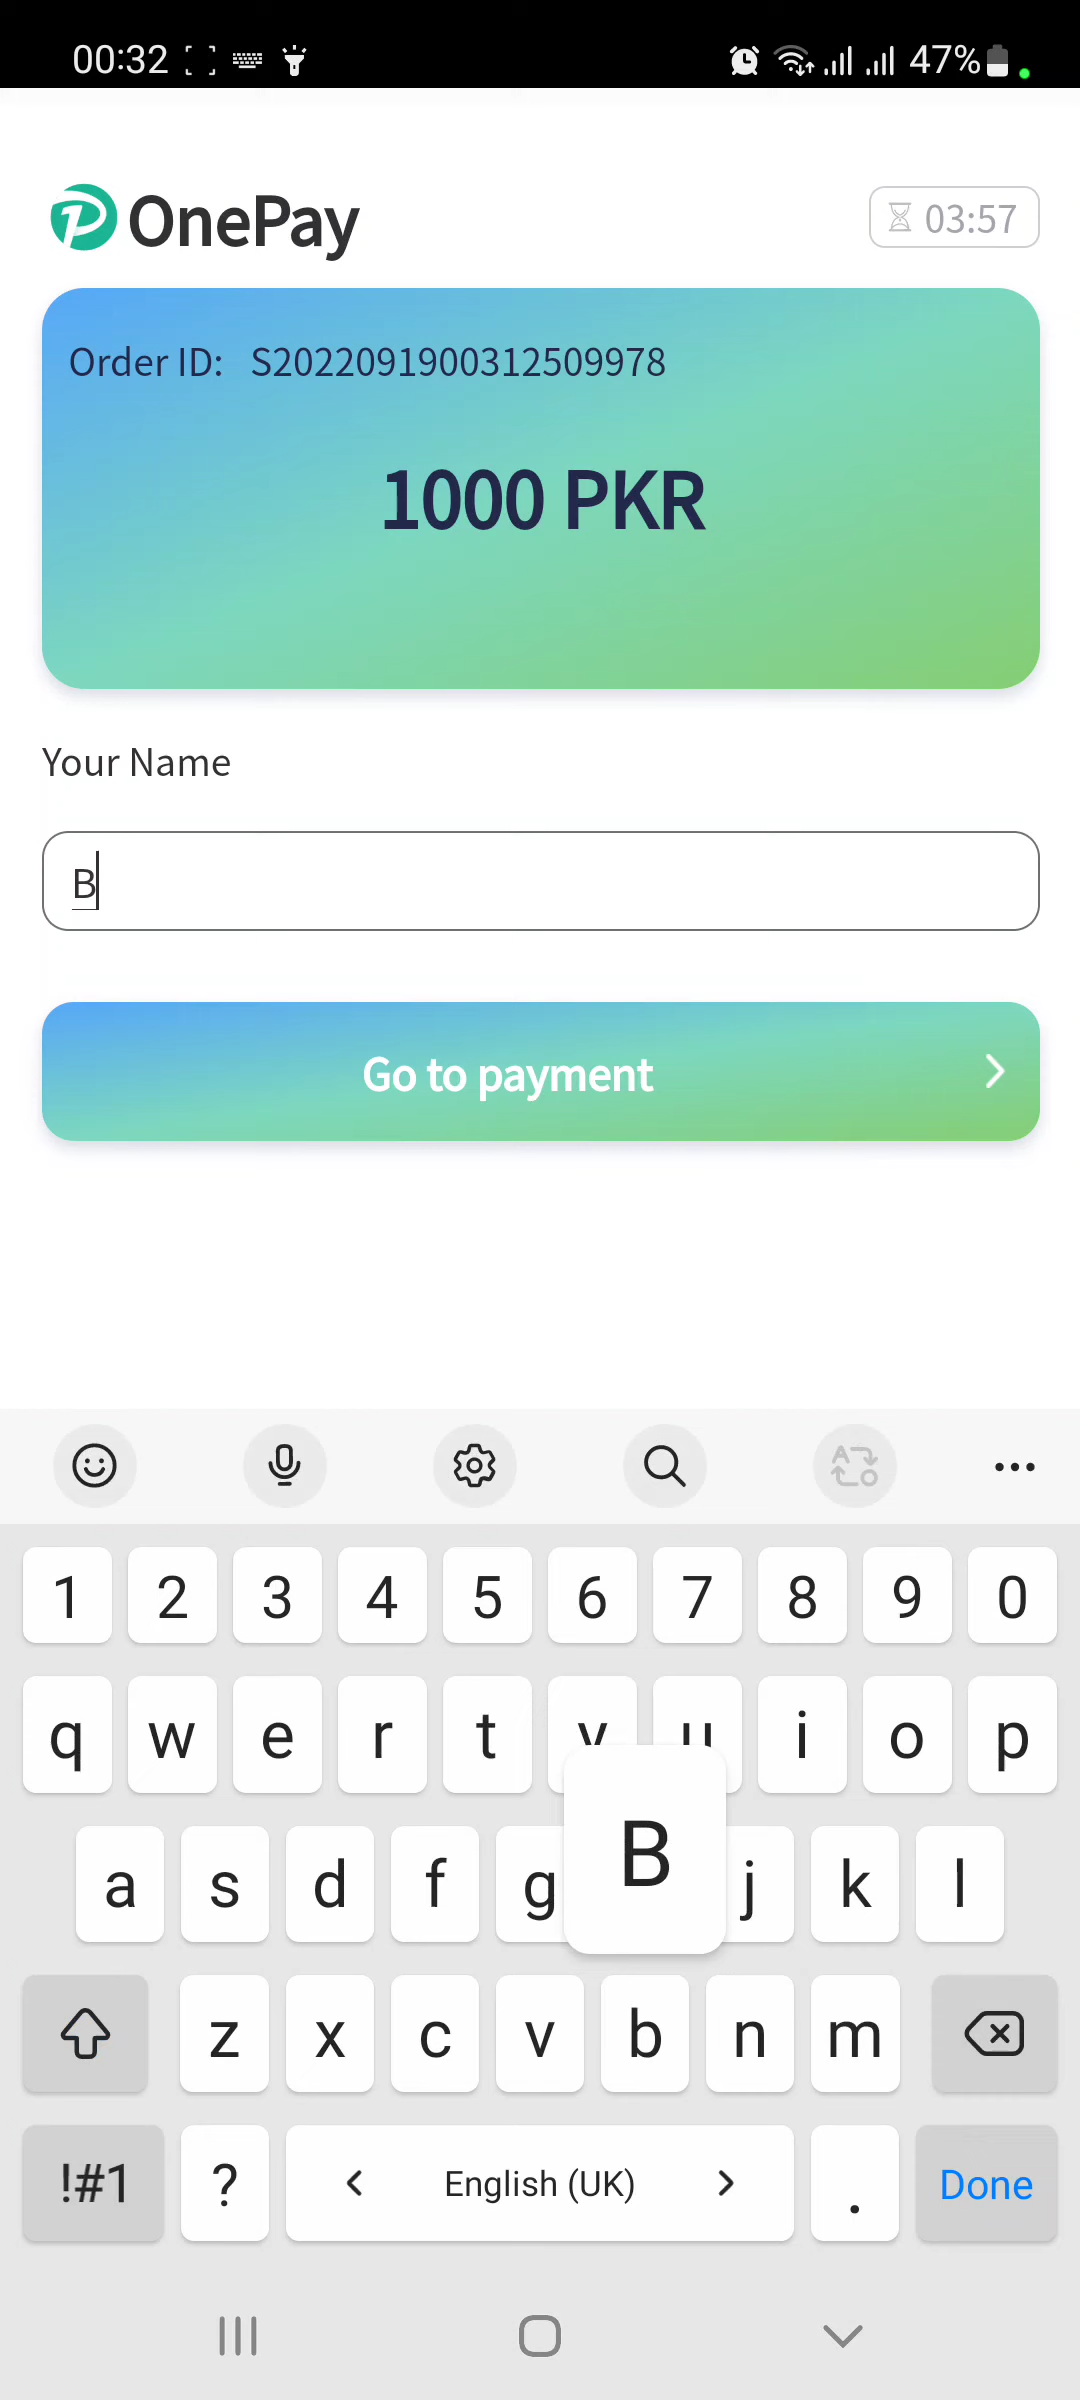 00:32 47%
OnePay 03:57
Order ID: S2022091900312509978
1000 PKR
Your Name
B
Go to payment
1 2 3 4 5 6 7 8 9 0
q w e r t y u i o p
B
a s d f g j k l
z x c v b n m
!#1 ? English (UK) . Done